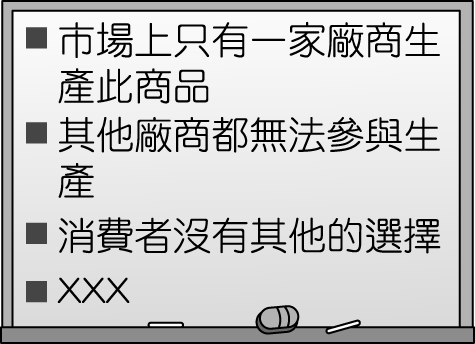 市場上只有一家廠商生
產此商品
其他廠商都無法參與生
產
消費者沒有其他的選擇
XXX